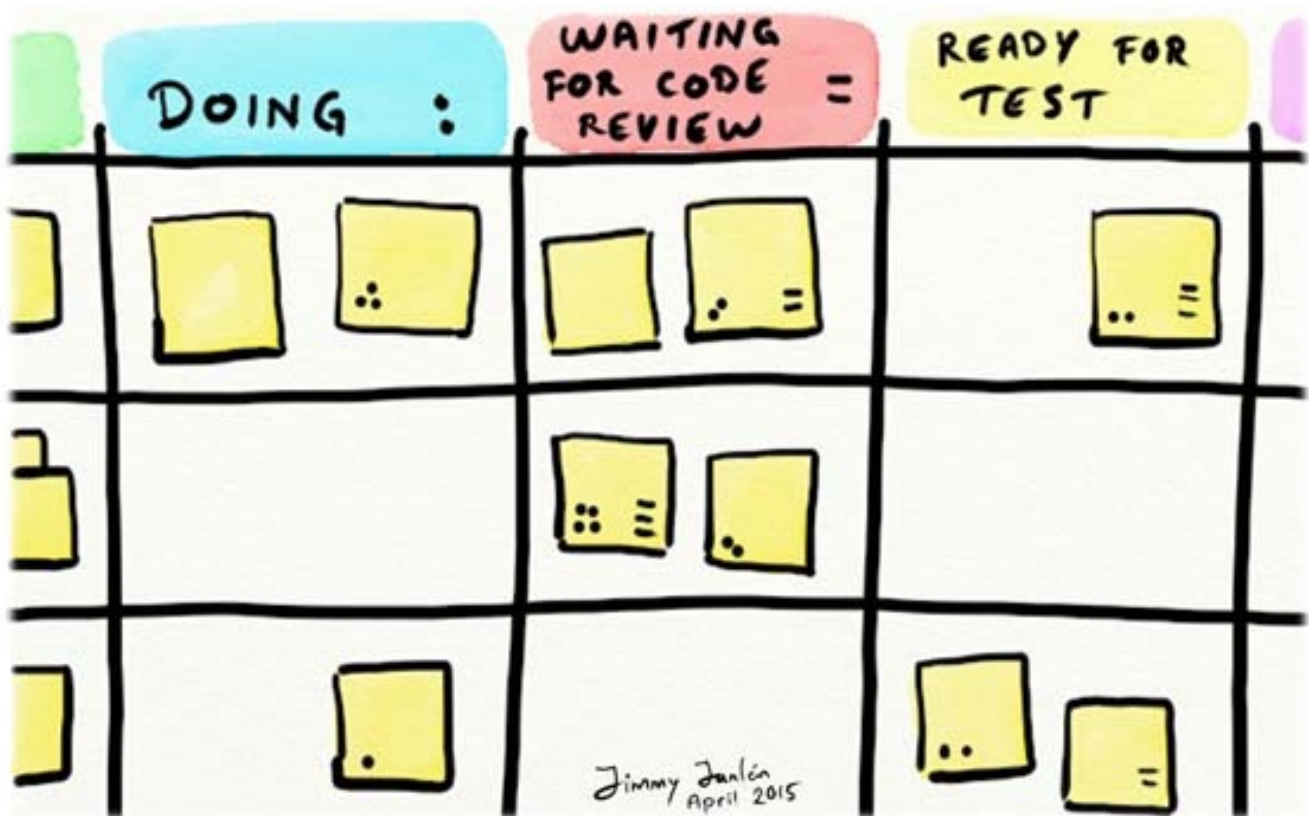 DOING :
WAITING
FOR CODE =
REVIEW
READY FOR
TEST
Jimmy Janlén
April 2015